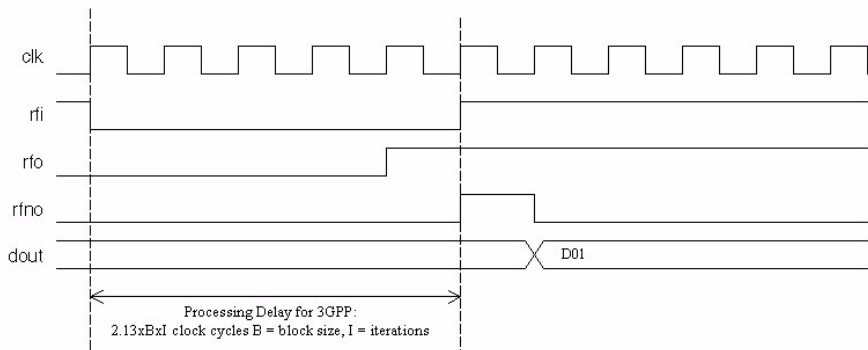 clk
rfi
rfo
rfno
dout
D01
Processing Delay for 3GPP:
2.13xBxI clock cycles B = block size, I = iterations